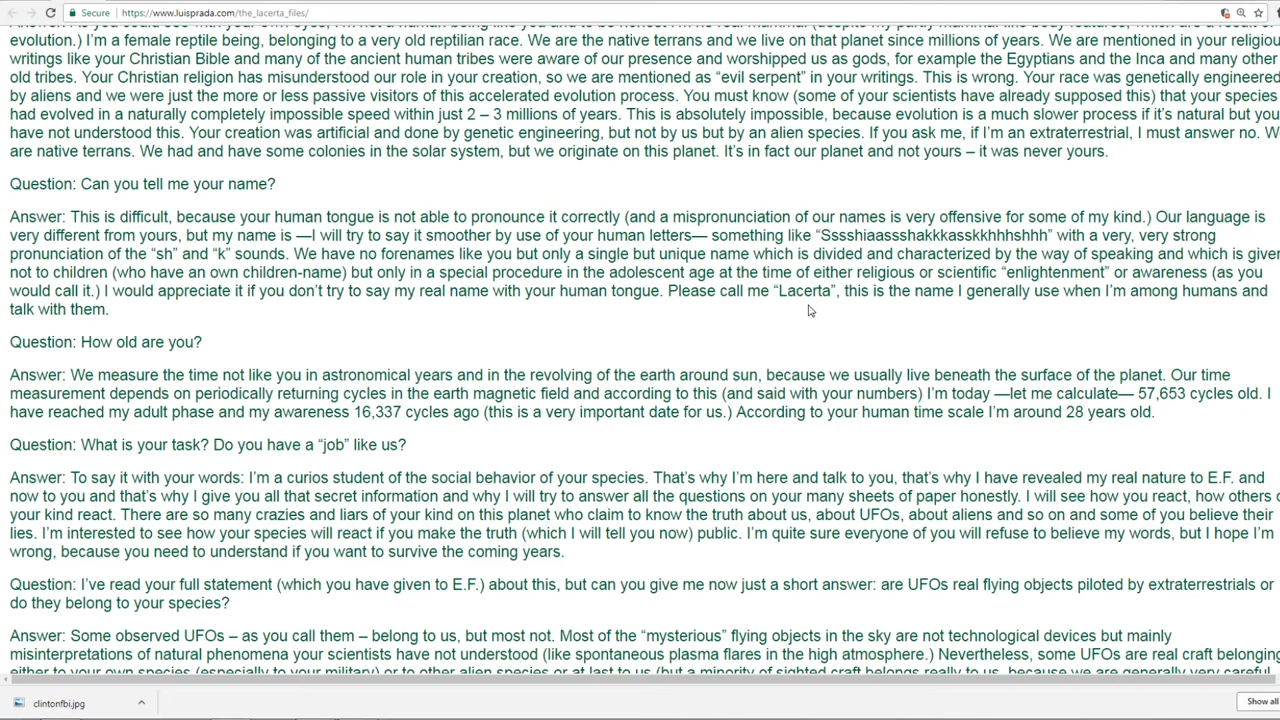 Secure
https://www.luisprada.com/the_lacerta_files/
evolution.) I'm a female reptile being, belonging to a very old reptilian race. We are the native terrans and we live on that planet since millions of years. We are mentioned in your religiou
writings like your Christian Bible and many of the ancient human tribes were aware of our presence and worshipped us as gods, for example the Egyptians and the Inca and many other
old tribes. Your Christian religion has misunderstood our role in your creation, so we are mentioned as “evil serpent” in your writings. This is wrong. Your race was genetically engineered
by aliens and we were just the more or less passive visitors of this accelerated evolution process. You must know (some of your scientists have already supposed this) that your species
had evolved in a naturally completely impossible speed within just 2 – 3 millions of years. This is absolutely impossible, because evolution is a much slower process if it's natural but you
have not understood this. Your creation was artificial and done by genetic engineering, but not by us but by an alien species. If you ask me, if I'm an extraterrestrial, I must answer no. W
are native terrans. We had and have some colonies in the solar system, but we originate on this planet. It's in fact our planet and not yours – it was never yours.
Question: Can you tell me your name?
Answer: This is difficult, because your human tongue is not able to pronounce it correctly (and a mispronunciation of our names is very offensive for some of my kind.) Our language is
very different from yours, but my name is —I will try to say it smoother by use of your human letters— something like “Sssshiaassshakkkasskkhhhshhh” with a very, very strong
pronunciation of the “sh” and “k” sounds. We have no forenames like you but only a single but unique name which is divided and characterized by the way of speaking and which is given
not to children (who have an own children-name) but only in a special procedure in the adolescent age at the time of either religious or scientific “enlightenment” or awareness (as you
would call it.) I would appreciate it if you don't try to say my real name with your human tongue. Please call me “Lacerta”, this is the name I generally use when I'm among humans and
talk with them.
Question: How old are you?
Answer: We measure the time not like you in astronomical years and in the revolving of the earth around sun, because we usually live beneath the surface of the planet. Our time
measurement depends on periodically returning cycles in the earth magnetic field and according to this (and said with your numbers) I'm today —let me calculate— 57,653 cycles old. I
have reached my adult phase and my awareness 16,337 cycles ago (this is a very important date for us.) According to your human time scale I'm around 28 years old.
Question: What is your task? Do you have a “job” like us?
Answer: To say it with your words: I'm a curios student of the social behavior of your species. That's why I'm here and talk to you, that's why I have revealed my real nature to E.F. and
now to you and that's why I give you all that secret information and why I will try to answer all the questions on your many sheets of paper honestly. I will see how you react, how others o
your kind react. There are so many crazies and liars of your kind on this planet who claim to know the truth about us, about UFOs, about aliens and so on and some of you believe their
lies. I'm interested to see how your species will react if you make the truth (which I will tell you now) public. I'm quite sure everyone of you will refuse to believe my words, but I hope I'm
wrong, because you need to understand if you want to survive the coming years.
Question: I've read your full statement (which you have given to E.F.) about this, but can you give me now just a short answer: are UFOs real flying objects piloted by extraterrestrials or
do they belong to your species?
Answer: Some observed UFOs – as you call them – belong to us, but most not. Most of the “mysterious” flying objects in the sky are not technological devices but mainly
misinterpretations of natural phenomena your scientists have not understood (like spontaneous plasma flares in the high atmosphere.) Nevertheless, some UFOs are real craft belonging
either to your own species (especially to your military) or to other alien species or at last to us (but a minority of sighted craft belongs really to us, because we are generally very careful
clintonfbi.jpg
Show all